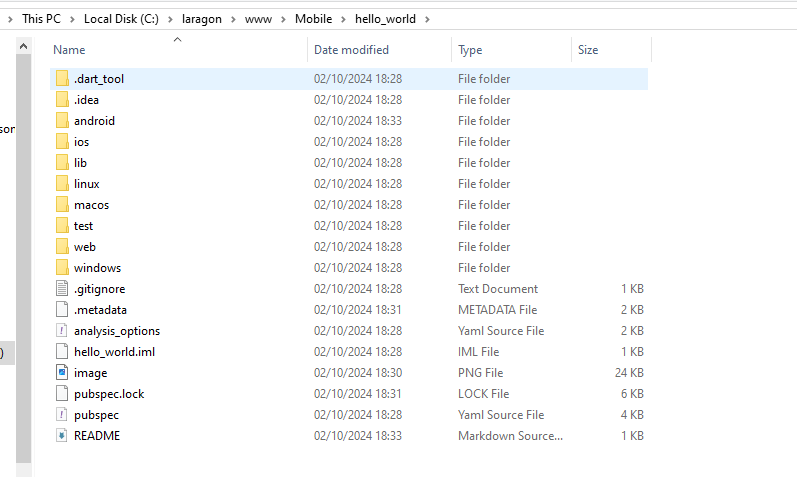 This PC > Local Disk (C:) > laragon > www > Mobile > hello_world >
Name Date modified Type Size
.dart_tool 02/10/2024 18:28 File folder
.idea 02/10/2024 18:28 File folder
android 02/10/2024 18:33 File folder
son
ios 02/10/2024 18:28 File folder
lib 02/10/2024 18:28 File folder
linux 02/10/2024 18:28 File folder
macos 02/10/2024 18:28 File folder
test 02/10/2024 18:28 File folder
web 02/10/2024 18:28 File folder
windows 02/10/2024 18:28 File folder
.gitignore 02/10/2024 18:28 Text Document 1 KB
.metadata 02/10/2024 18:31 METADATA File 2 KB
analysis_options 02/10/2024 18:28 Yaml Source File 2 KB
) hello_world.iml 02/10/2024 18:28 IML File 1 KB
image 02/10/2024 18:30 PNG File 24 KB
pubspec.lock 02/10/2024 18:31 LOCK File 6 KB
pubspec 02/10/2024 18:28 Yaml Source File 4 KB
README 02/10/2024 18:33 Markdown Source... 1 KB